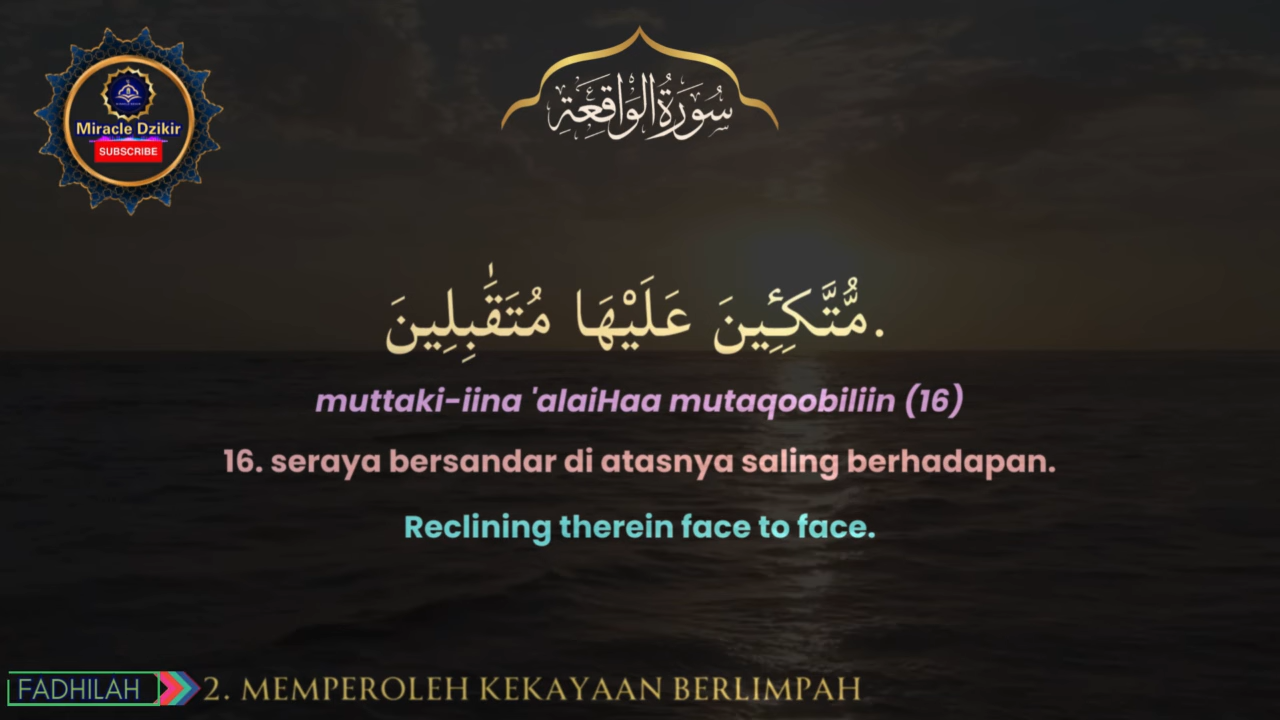 Miracle Dzikir
SUBSCRIBE
سُورَةُ الْوَاقِعَةِ
مُّتَّكِـِٔينَ عَلَيْهَا مُتَقَٰبِلِينَ.
muttaki-iina 'alaiHaa mutaqoobiliin (16)
16. seraya bersandar di atasnya saling berhadapan.
Reclining therein face to face.
FADHILAH
2. MEMPEROLEH KEKAYAAN BERLIMPAH